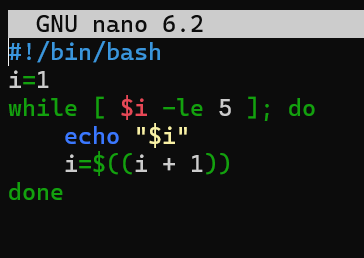 GNU nano 6.2
#!/bin/bash
i=1
while [ $i -le 5 ]; do
    echo "$i"
    i=$((i + 1))
done